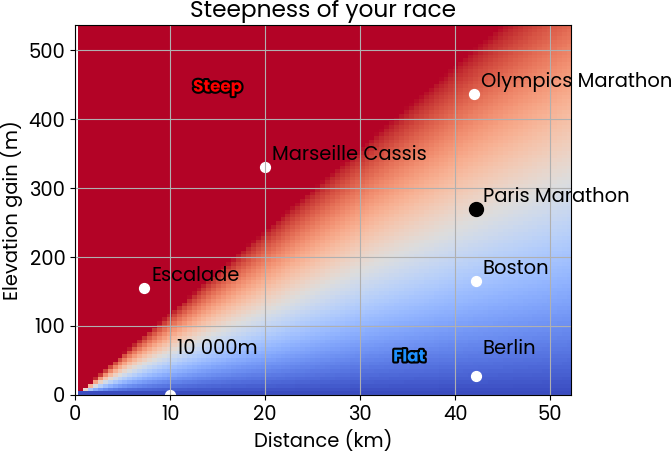 Steepness of your race
Elevation gain (m)
500
400
300
200
100
0
Steep
Olympics Marathon
Marseille Cassis
Paris Marathon
Escalade
Boston
10 000m
Flat
Berlin
0 10 20 30 40 50
Distance (km)